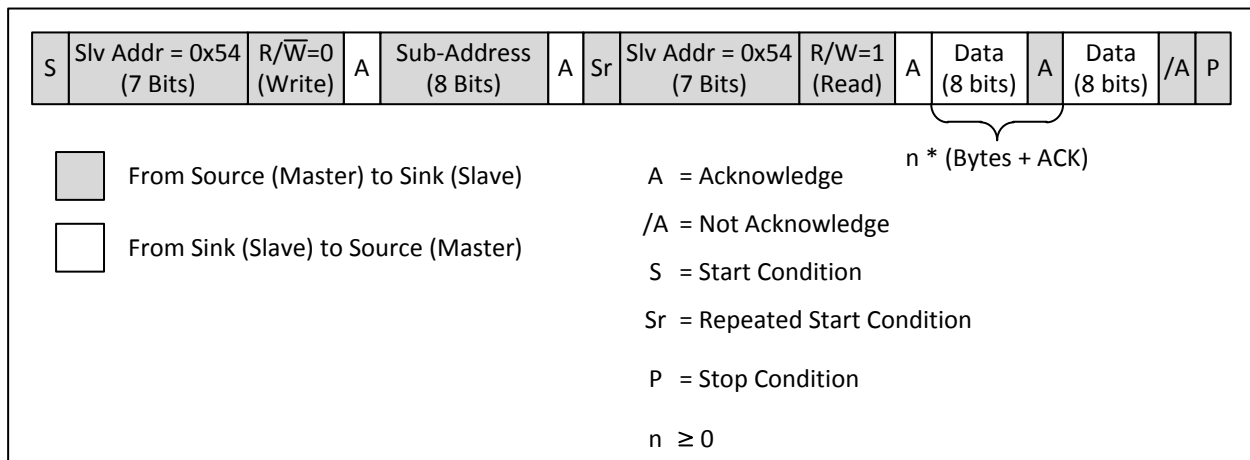 S Slv Addr = 0x54 R/W̅=0 A Sub-Address A Sr Slv Addr = 0x54 R/W=1 A Data A Data /A P
(7 Bits) (Write) (8 Bits) (7 Bits) (Read) (8 bits) (8 bits)
n * (Bytes + ACK)
From Source (Master) to Sink (Slave)
From Sink (Slave) to Source (Master)
A = Acknowledge
/A = Not Acknowledge
S = Start Condition
Sr = Repeated Start Condition
P = Stop Condition
n ≥ 0